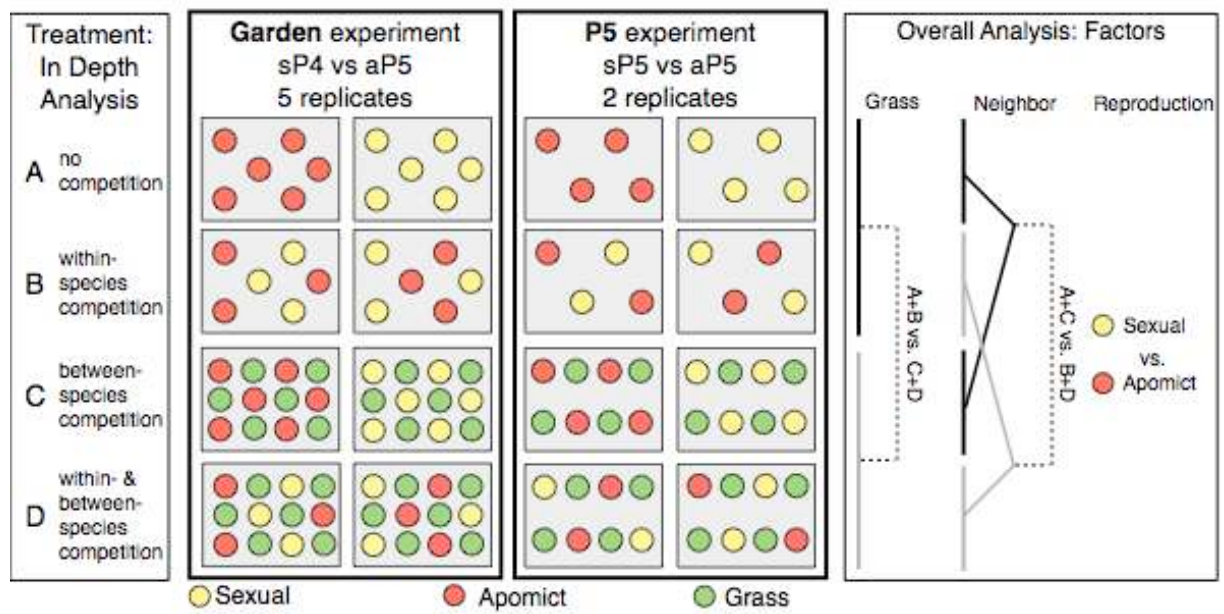 Treatment:
In Depth
Analysis
Garden experiment
sP4 vs aP5
5 replicates
P5 experiment
sP5 vs aP5
2 replicates
Overall Analysis: Factors
Grass
Neighbor
Reproduction
A
no
competition
B
within-
species
competition
C
between-
species
competition
D
within- &
between-
species
competition
A+B vs. C+D
A+C vs. B+D
Sexual
vs.
Apomict
Sexual
Apomict
Grass